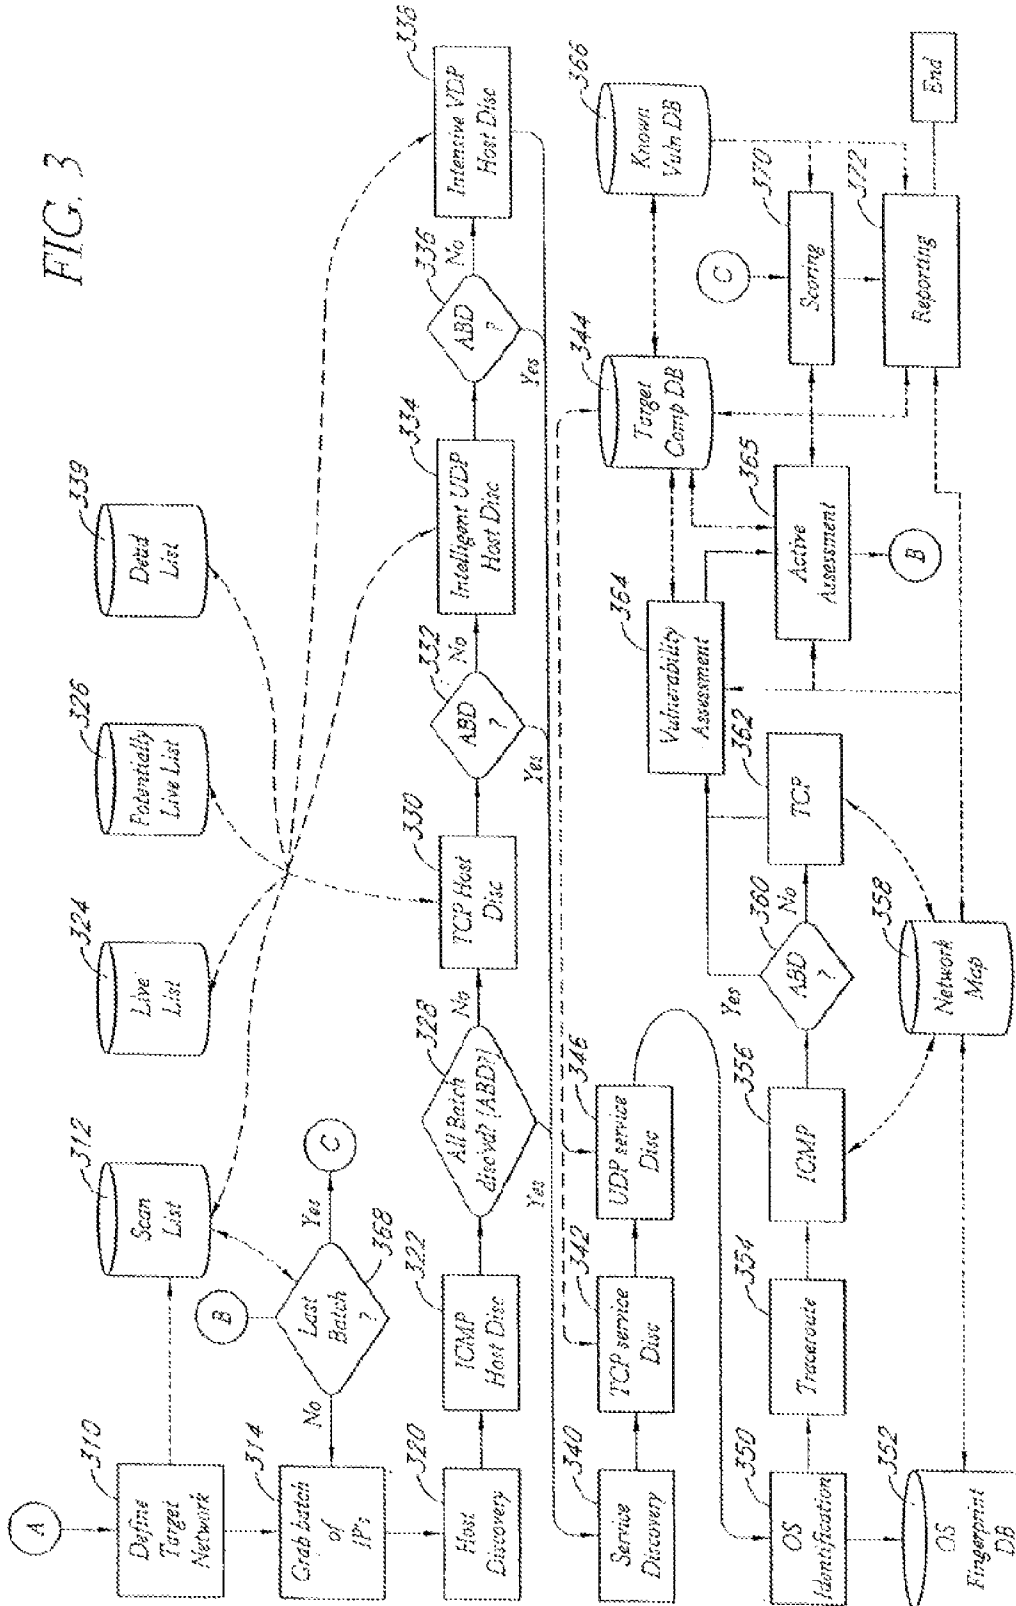 FIG. 3
A
310
Define
Target
Network
312
Scan
List
324
Live
List
326
Potentially
Live List
339
Dead
List
314
Grab batch
of
IP's
No
Last
Batch
?
368
B
Yes
C
320
Host
Discovery
322
ICMP
Host Disc
328
All Batch
disc'vd? [ABD?]
No
Yes
330
TCP Host
Disc
332
ABD
?
No
Yes
334
Intelligent UDP
Host Disc
336
ABD
?
No
Yes
336
Intensive VDP
Host Disc
340
Service
Discovery
342
TCP service
Disc
346
UDP service
Disc
344
Target
Comp DB
366
Known
Vuln DB
350
OS
Identification
354
Traceroute
356
ICMP
360
ABD
?
Yes
No
362
TCP
364
Vulnerability
Assessment
365
Active
Assessment
B
C
370
Scoring
372
Reporting
End
352
OS
Fingerprint
DB
358
Network
Map